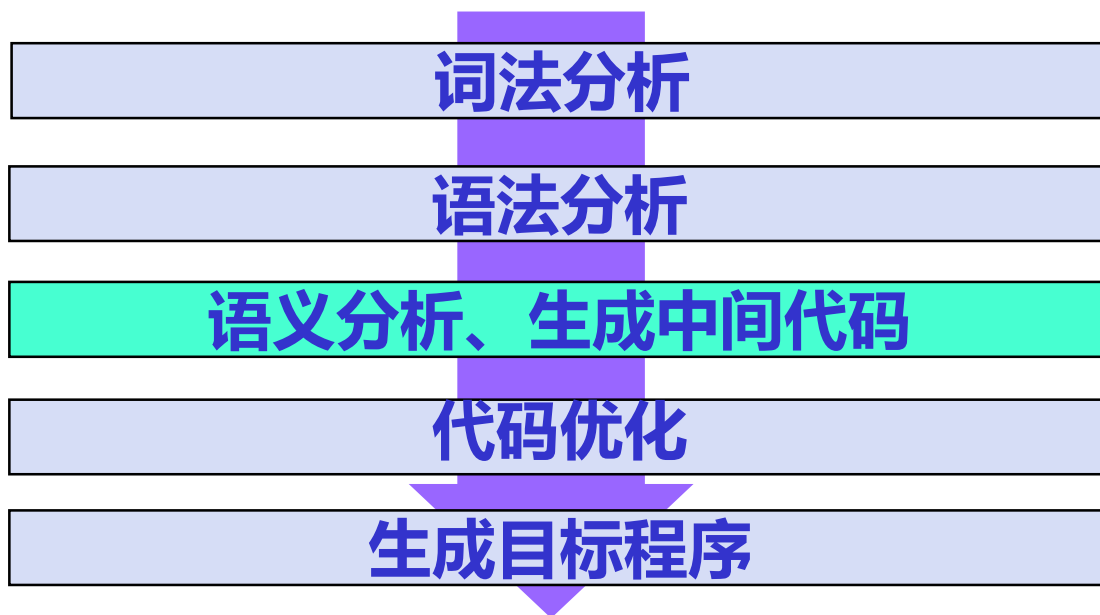 词法分析
语法分析
语义分析、生成中间代码
代码优化
生成目标程序